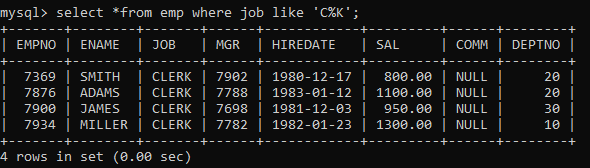 mysql> select *from emp where job like 'C%K';
+-------+--------+-------+------+------------+---------+------+--------+
| EMPNO | ENAME  | JOB   | MGR  | HIREDATE   | SAL     | COMM | DEPTNO |
+-------+--------+-------+------+------------+---------+------+--------+
|  7369 | SMITH  | CLERK | 7902 | 1980-12-17 |  800.00 | NULL |     20 |
|  7876 | ADAMS  | CLERK | 7788 | 1983-01-12 | 1100.00 | NULL |     20 |
|  7900 | JAMES  | CLERK | 7698 | 1981-12-03 |  950.00 | NULL |     30 |
|  7934 | MILLER | CLERK | 7782 | 1982-01-23 | 1300.00 | NULL |     10 |
+-------+--------+-------+------+------------+---------+------+--------+
4 rows in set (0.00 sec)